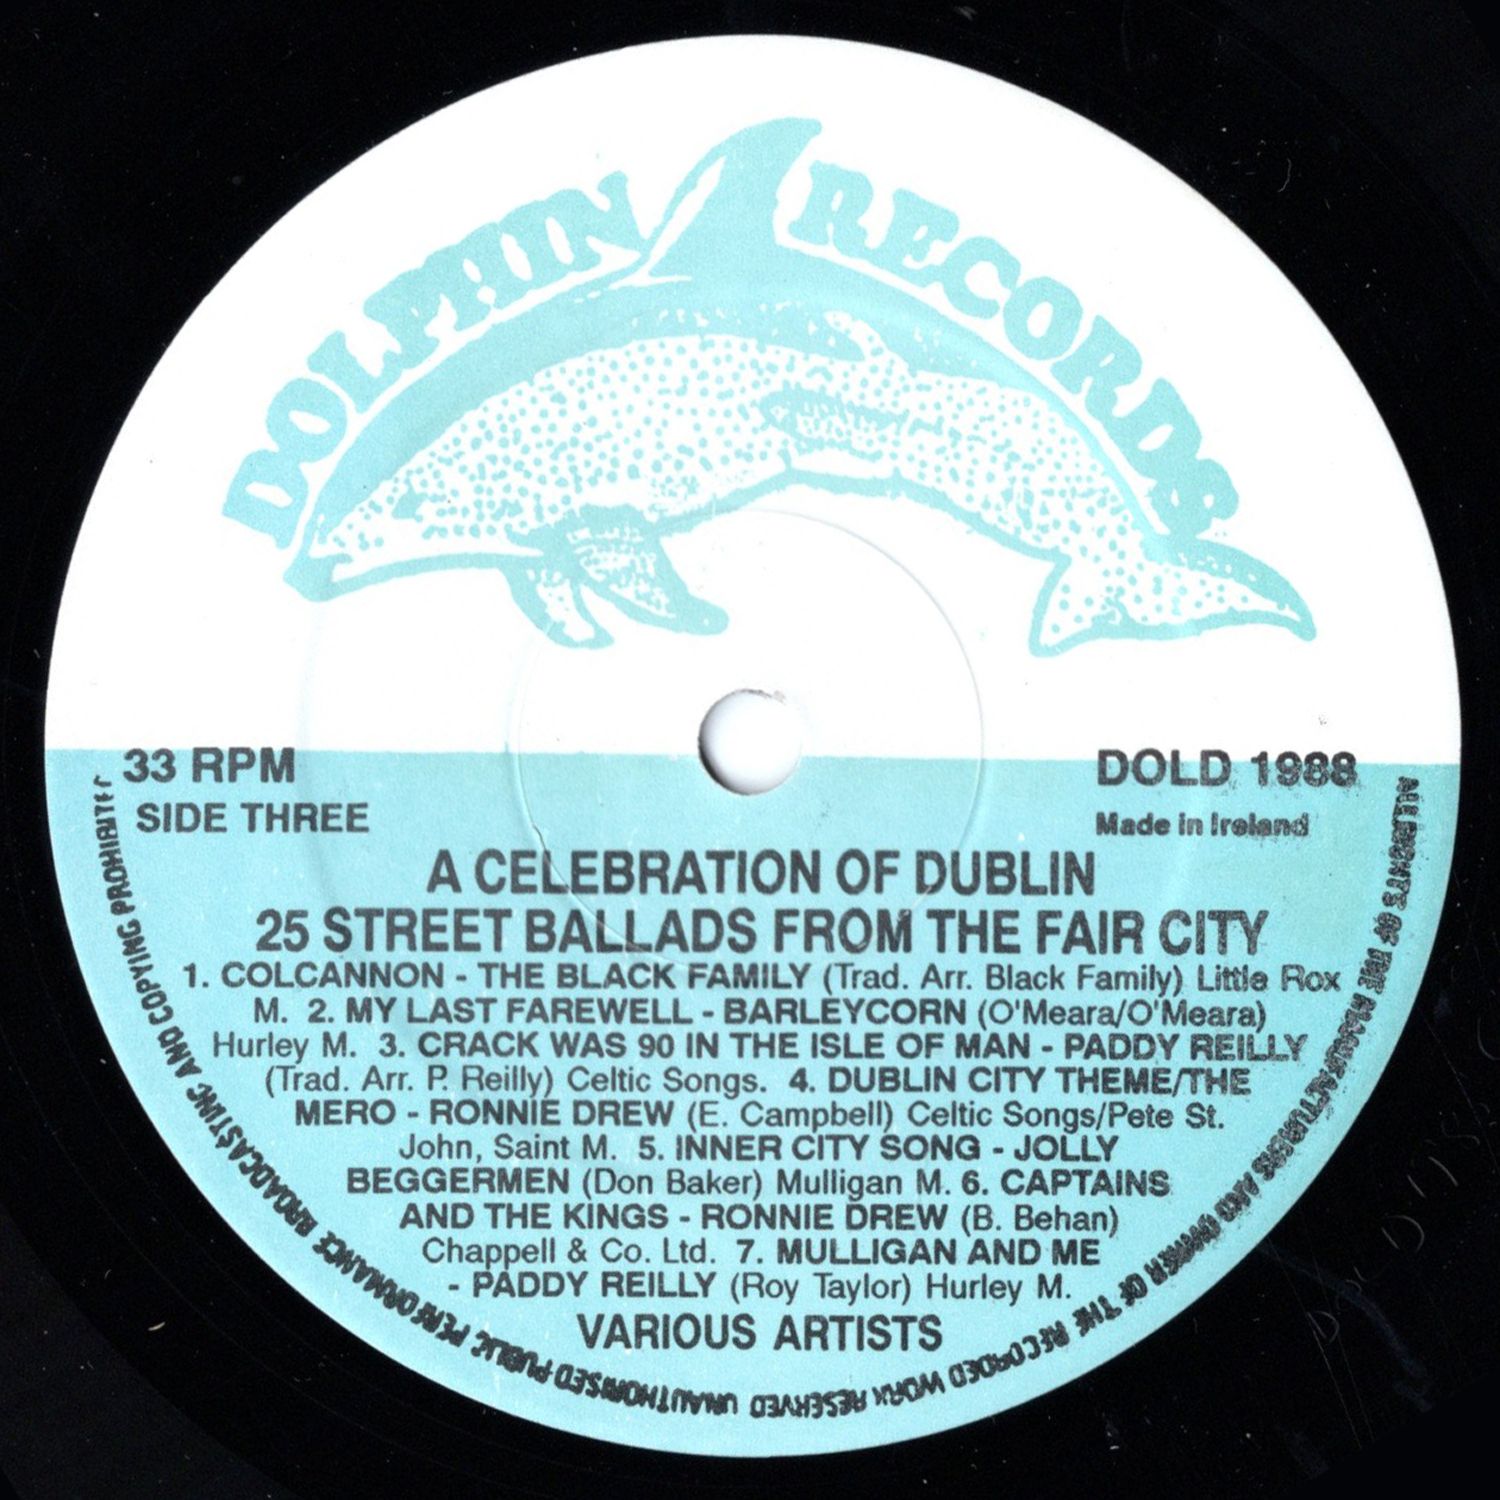 DOLPHIN RECORDS
33 RPM
SIDE THREE
DOLD 1988
Made in Ireland
A CELEBRATION OF DUBLIN
25 STREET BALLADS FROM THE FAIR CITY
1. COLCANNON - THE BLACK FAMILY (Trad. Arr. Black Family) Little Rox
M. 2. MY LAST FAREWELL - BARLEYCORN (O'Meara/O'Meara)
Hurley M. 3. CRACK WAS 90 IN THE ISLE OF MAN - PADDY REILLY
(Trad. Arr. P. Reilly) Celtic Songs. 4. DUBLIN CITY THEME/THE
MERO - RONNIE DREW (E. Campbell) Celtic Songs/Pete St.
John, Saint M. 5. INNER CITY SONG - JOLLY
BEGGERMEN (Don Baker) Mulligan M. 6. CAPTAINS
AND THE KINGS - RONNIE DREW (B. Behan)
Chappell & Co. Ltd. 7. MULLIGAN AND ME
- PADDY REILLY (Roy Taylor) Hurley M.
VARIOUS ARTISTS
ALL RIGHTS OF THE MANUFACTURERS AND OWNER OF THE RECORDED WORK RESERVED UNAUTHORISED PUBLIC PERFORMANCE BROADCASTING AND COPYING PROHIBITED